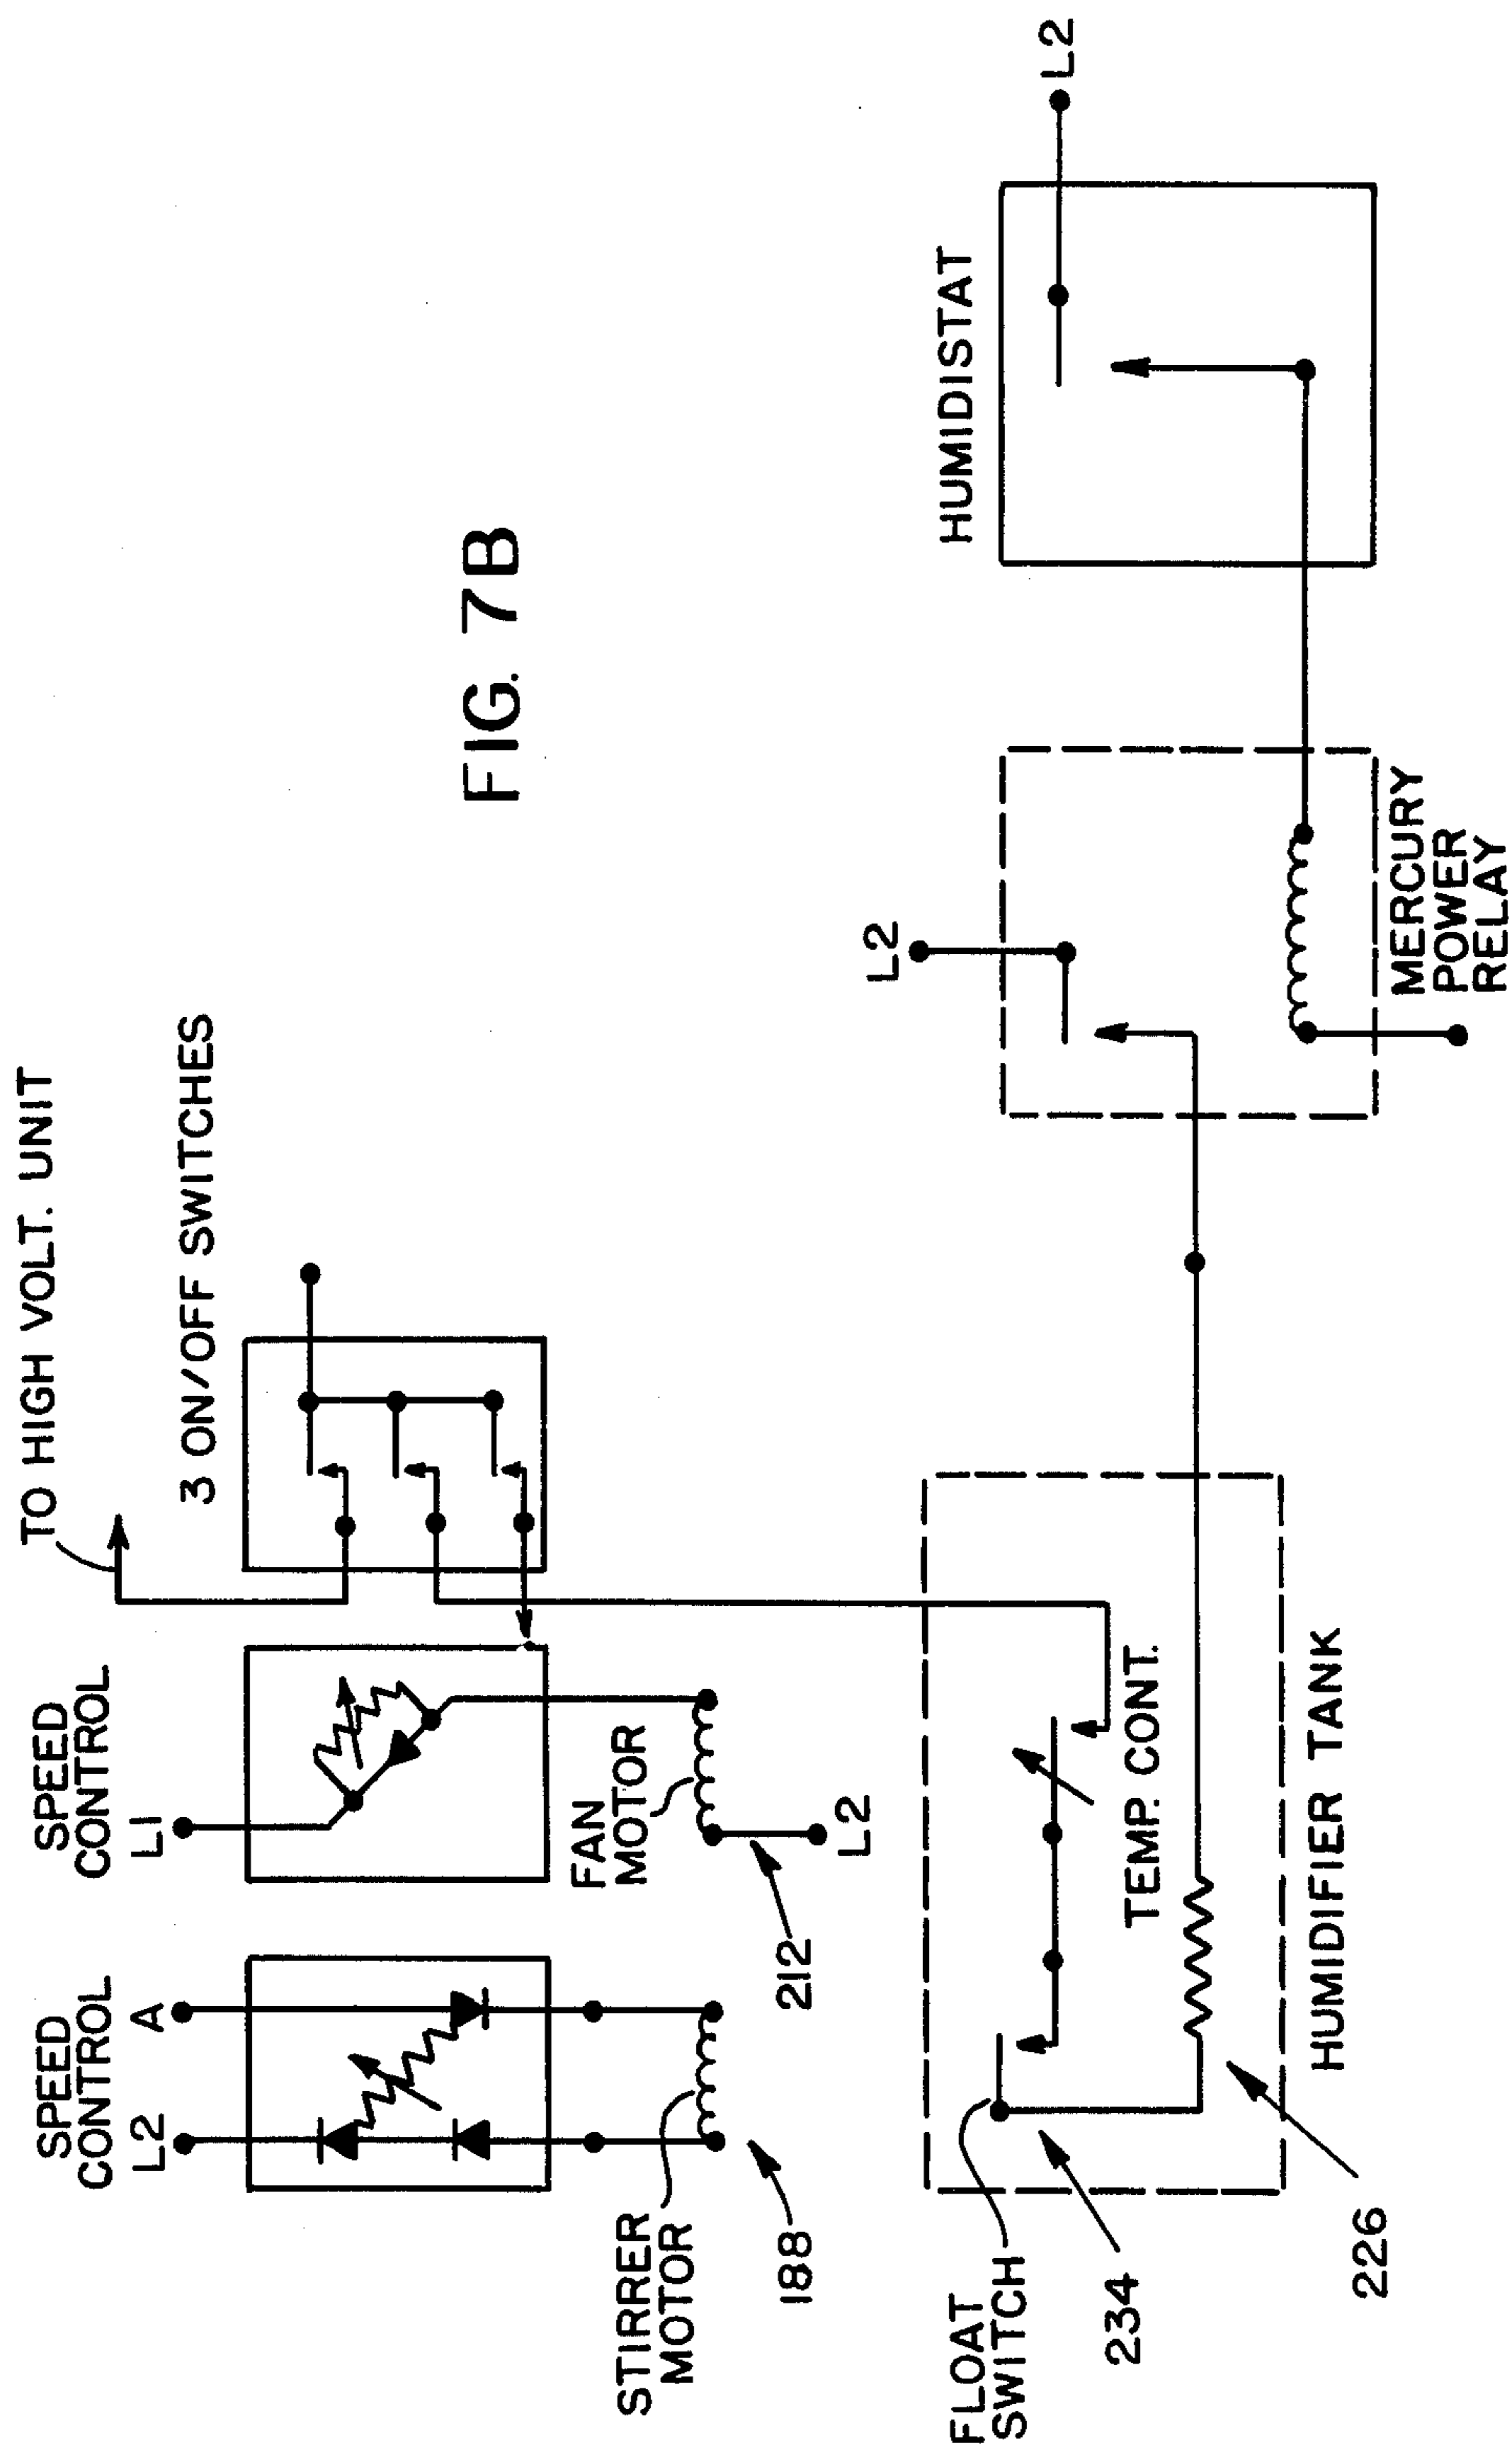 TO HIGH VOLT. UNIT
3 ON/OFF SWITCHES
SPEED
CONTROL
L2
A
SPEED
CONTROL
L1
STIRRER
MOTOR
188
FAN
MOTOR
212
L2
FIG. 7B
FLOAT
SWITCH
234
TEMP. CONT.
226
HUMIDIFIER TANK
L2
MERCURY
POWER
RELAY
HUMIDISTAT
L2